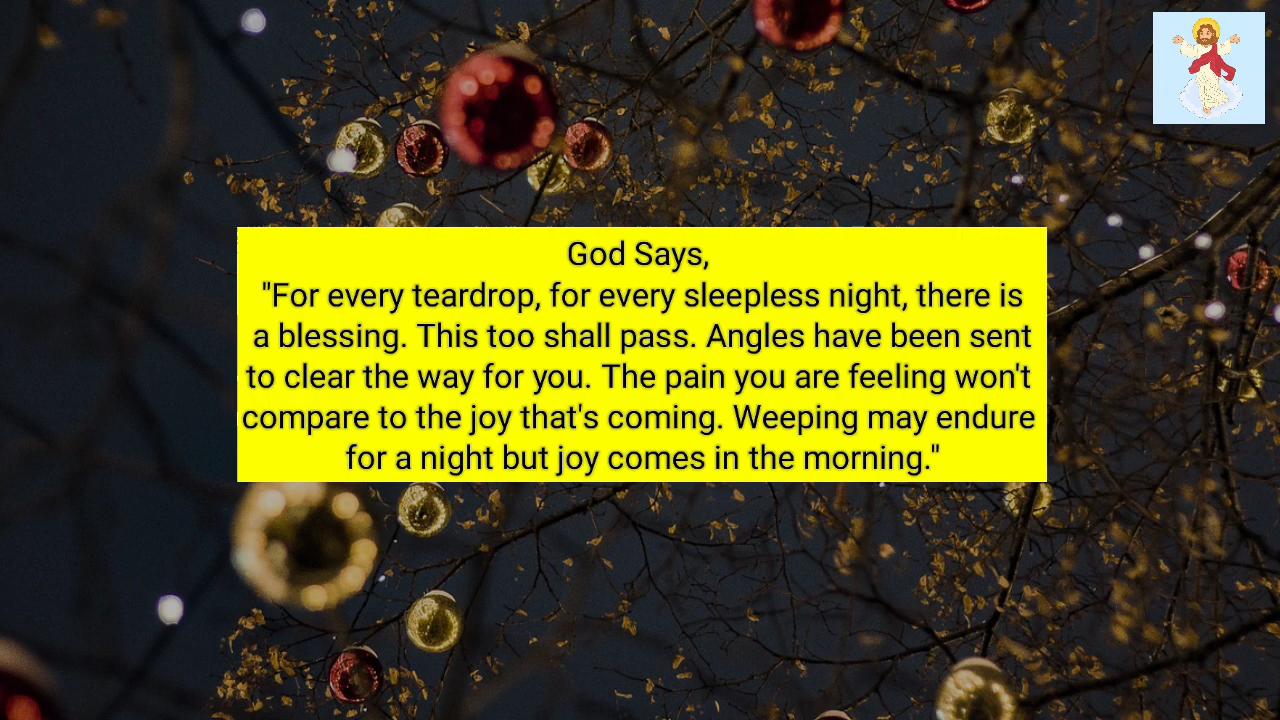 God Says,
"For every teardrop, for every sleepless night, there is
a blessing. This too shall pass. Angles have been sent
to clear the way for you. The pain you are feeling won't
compare to the joy that's coming. Weeping may endure
for a night but joy comes in the morning."